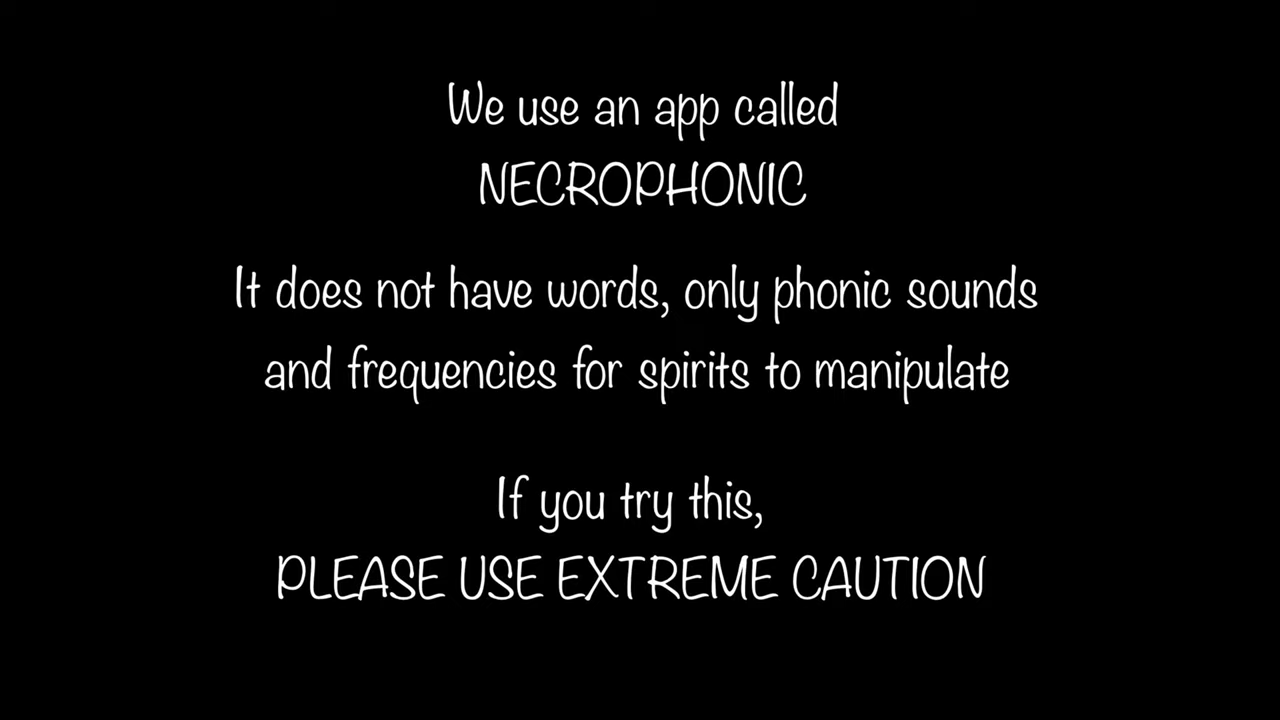 We use an app called
NECROPHONIC
It does not have words, only phonic sounds
and frequencies for spirits to manipulate
If you try this,
PLEASE USE EXTREME CAUTION